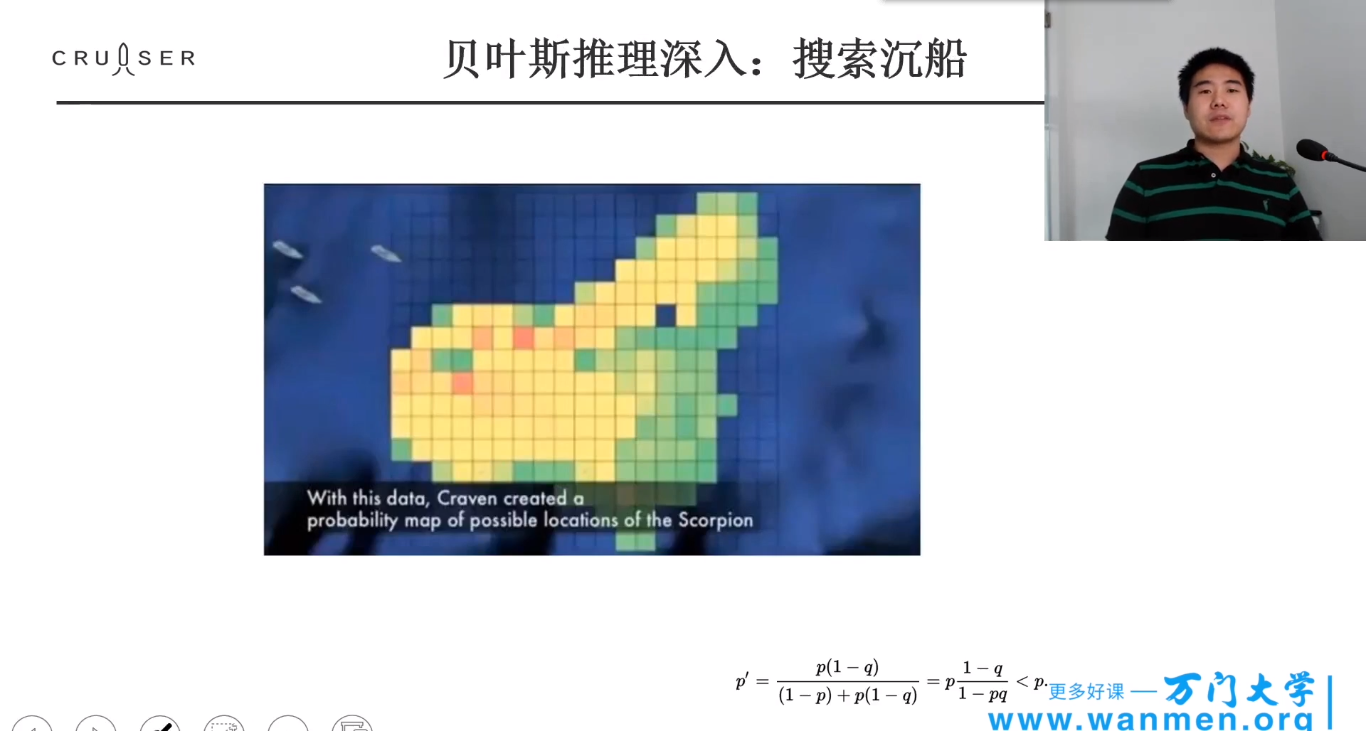 CRUISER
贝叶斯推理深入：搜索沉船
With this data, Craven created a
probability map of possible locations of the Scorpion
p′ = p(1 − q) / (1 − p) + p(1 − q) = p 1 − q / 1 − pq < p.
更多好课 — 万门大学
www.wanmen.org